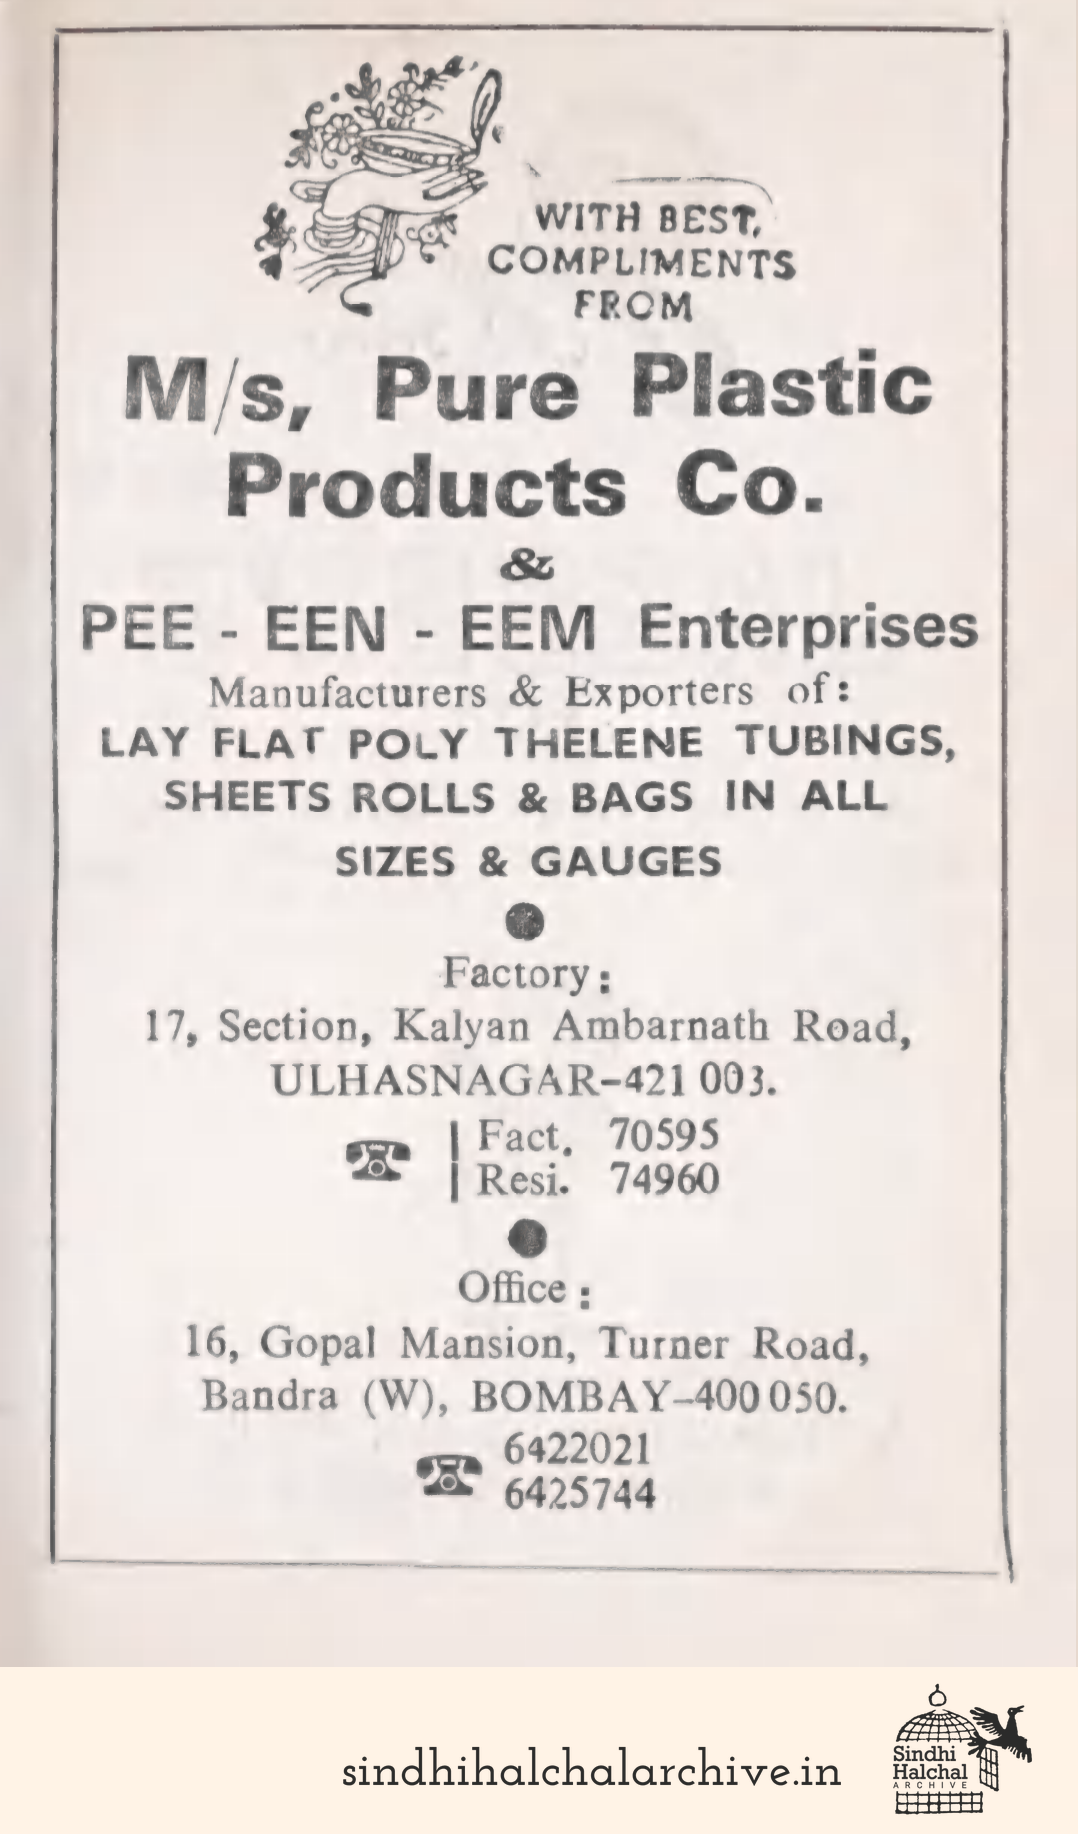 WITH BEST,
COMPLIMENTS
FROM
M/s, Pure Plastic
Products Co.
&
PEE - EEN - EEM Enterprises
Manufacturers & Exporters of:
LAY FLAT POLY THELENE TUBINGS,
SHEETS ROLLS & BAGS IN ALL
SIZES & GAUGES
Factory:
17, Section, Kalyan Ambarnath Road,
ULHASNAGAR-421 003.
Fact. 70595
Resi. 74960
Office:
16, Gopal Mansion, Turner Road,
Bandra (W), BOMBAY-400 050.
6422021
6425744
sindhihalchalarchive.in
Sindhi
Halchal
ARCHIVE